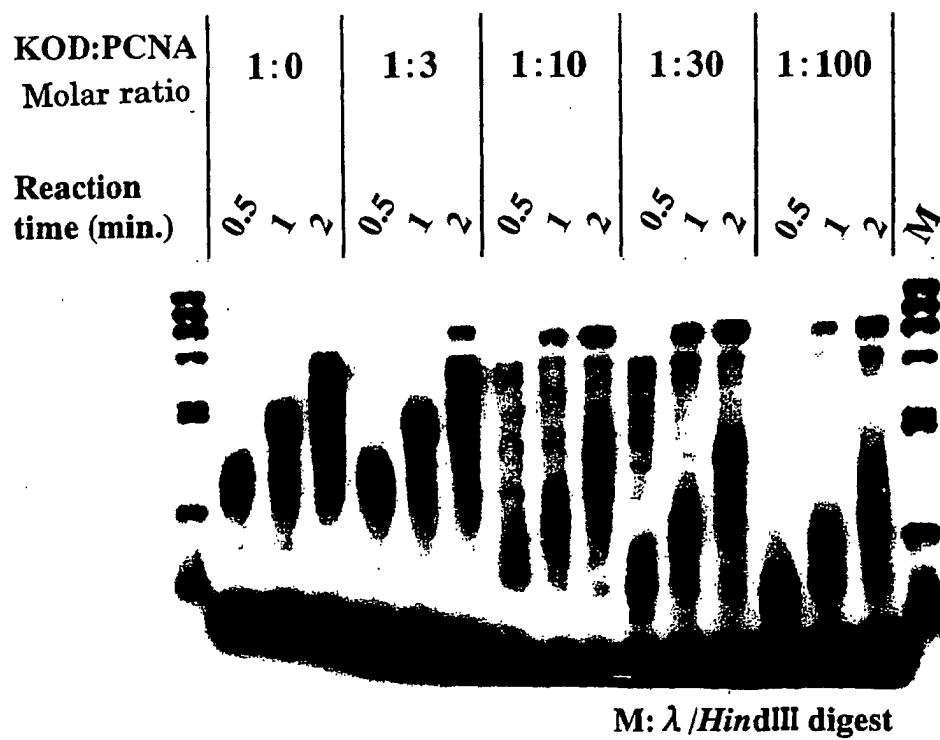 KOD:PCNA 1:0 1:3 1:10 1:30 1:100
Molar ratio
Reaction
time (min.) 0.5 1 2 0.5 1 2 0.5 1 2 0.5 1 2 0.5 1 2 M
M: λ/HindIII digest